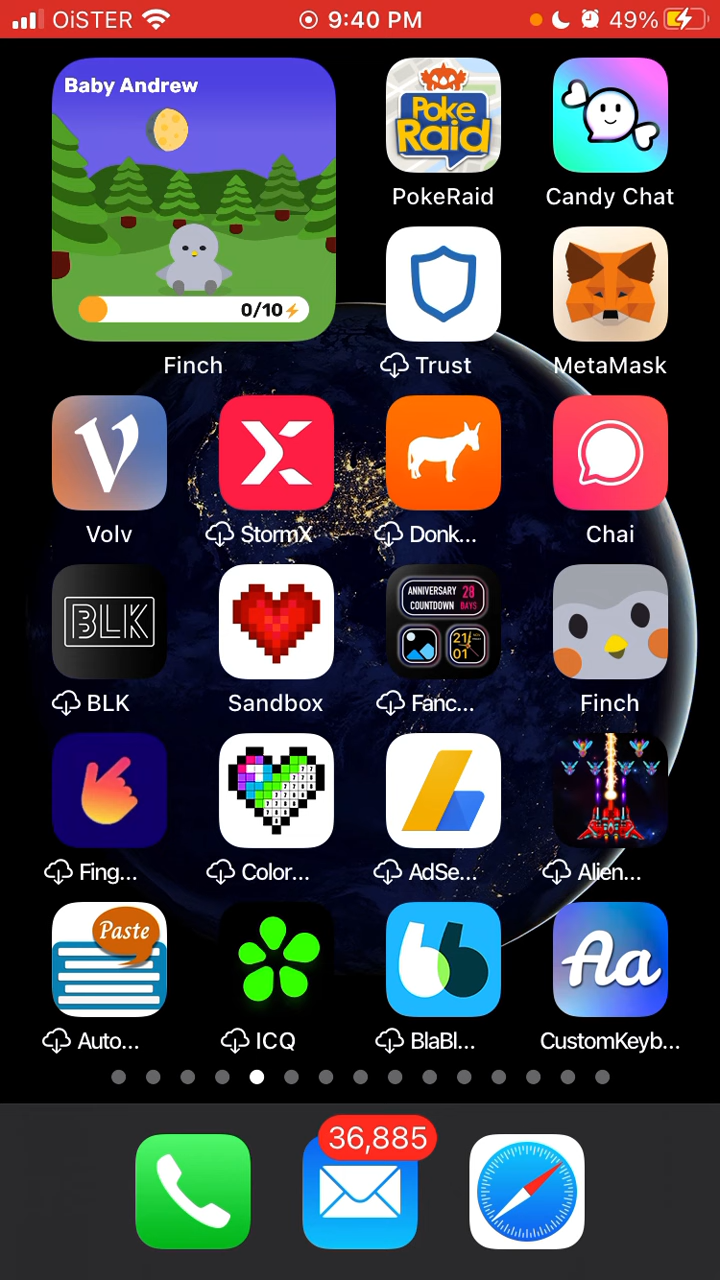 OiSTER 9:40 PM 49%
Baby Andrew
0/10
Finch
Poke
Raid
PokeRaid
Candy Chat
Trust
MetaMask
V
Volv
StormX
Donk...
Chai
BLK
BLK
Sandbox
ANNIVERSARY 28
COUNTDOWN DAYS
21
01
Fanc...
Finch
Fing...
Color...
AdSe...
Alien...
Paste
Auto...
ICQ
BlaBl...
Aa
CustomKeyb...
36,885